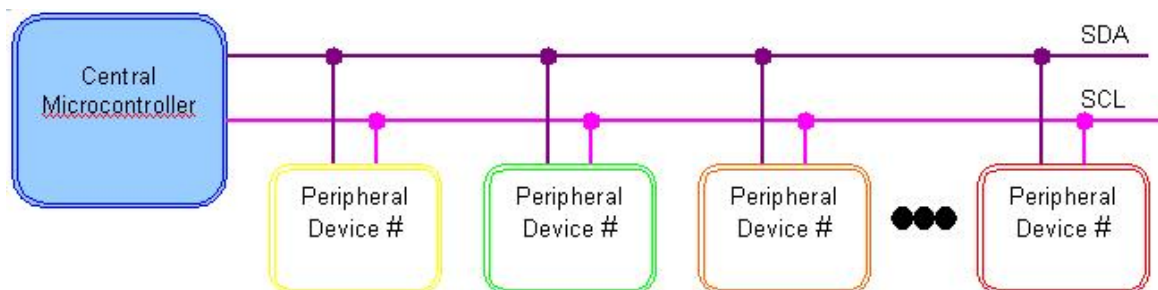 SDA
Central
Microcontroller
SCL
Peripheral
Device #
Peripheral
Device #
Peripheral
Device #
Peripheral
Device #